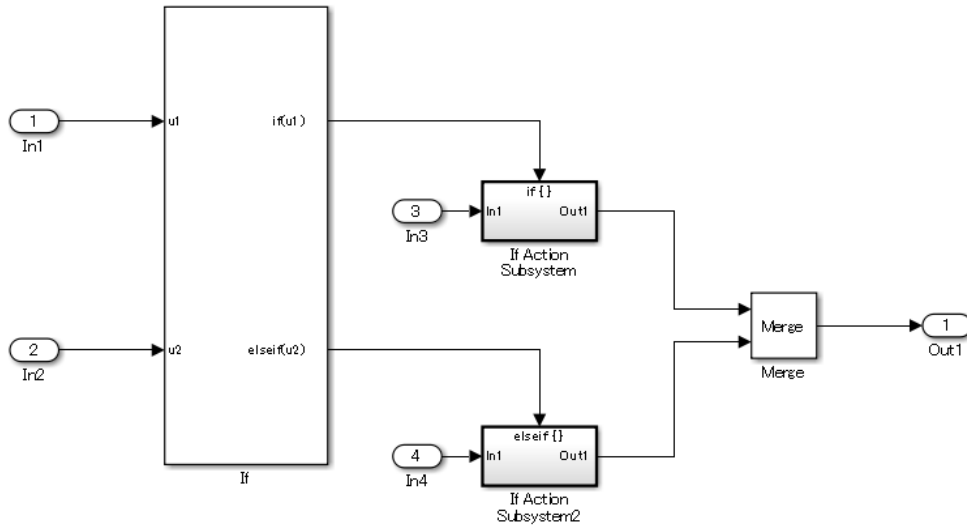 1
In1
u1
if(u1)
2
In2
u2
elseif(u2)
If
3
In3
if { }
In1
Out1
If Action
Subsystem
4
In4
elseif { }
In1
Out1
If Action
Subsystem2
Merge
Merge
1
Out1